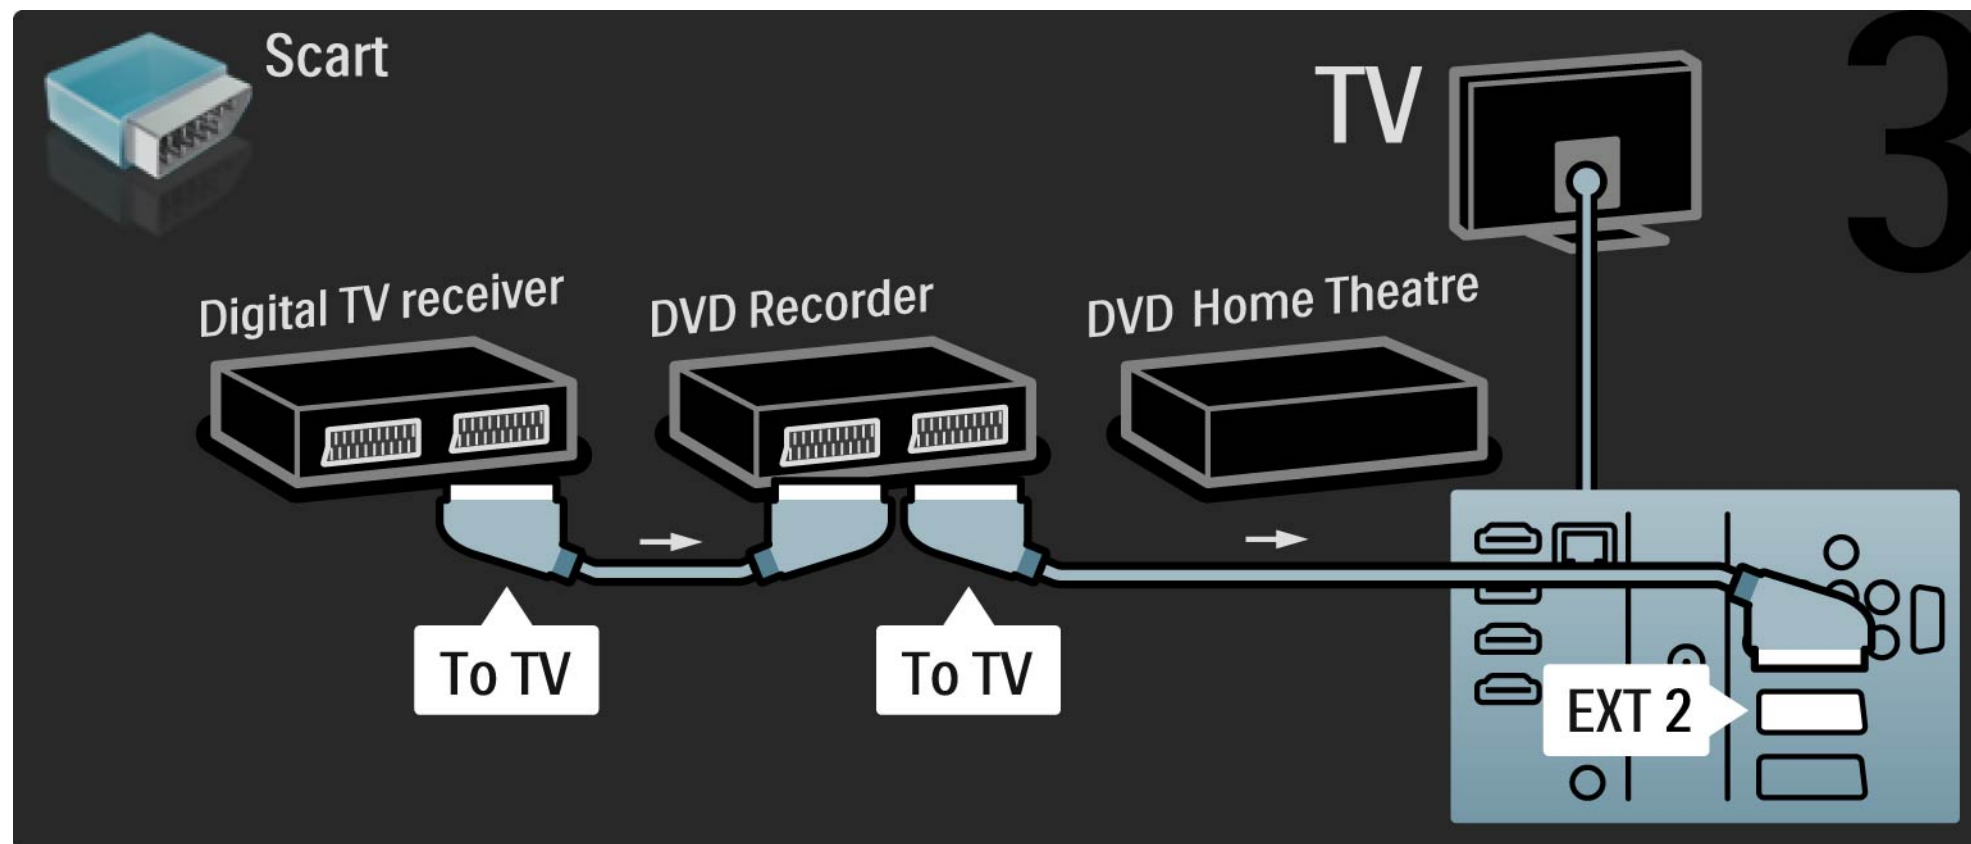 Scart
TV
3
Digital TV receiver
DVD Recorder
DVD Home Theatre
To TV
To TV
EXT 2